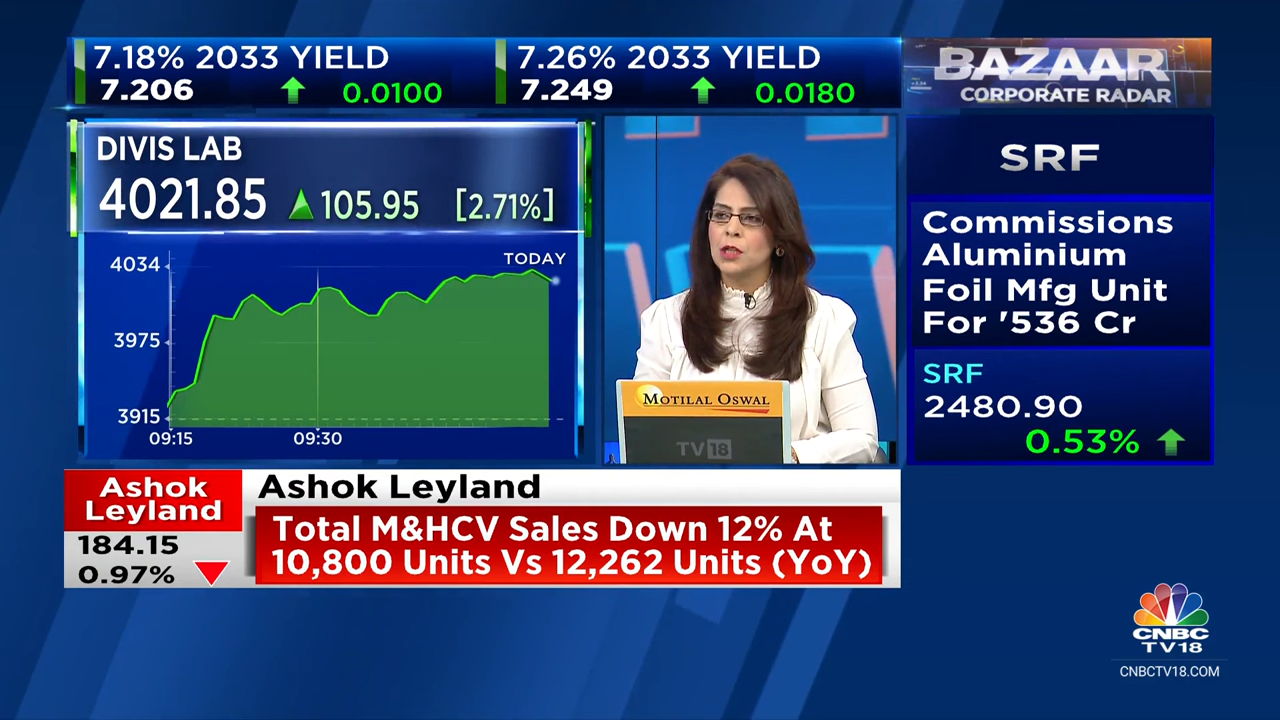 7.18% 2033 YIELD
7.206 0.0100
7.26% 2033 YIELD
7.249 0.0180
BAZAAR
CORPORATE RADAR
DIVIS LAB
4021.85 105.95 [2.71%]
TODAY
4034
3975
3915
09:15 09:30
MOTILAL OSWAL
TV18
SRF
Commissions
Aluminium
Foil Mfg Unit
For '536 Cr
SRF
2480.90
0.53%
Ashok
Leyland
184.15
0.97%
Ashok Leyland
Total M&HCV Sales Down 12% At
10,800 Units Vs 12,262 Units (YoY)
CNBC
TV18
CNBCTV18.COM